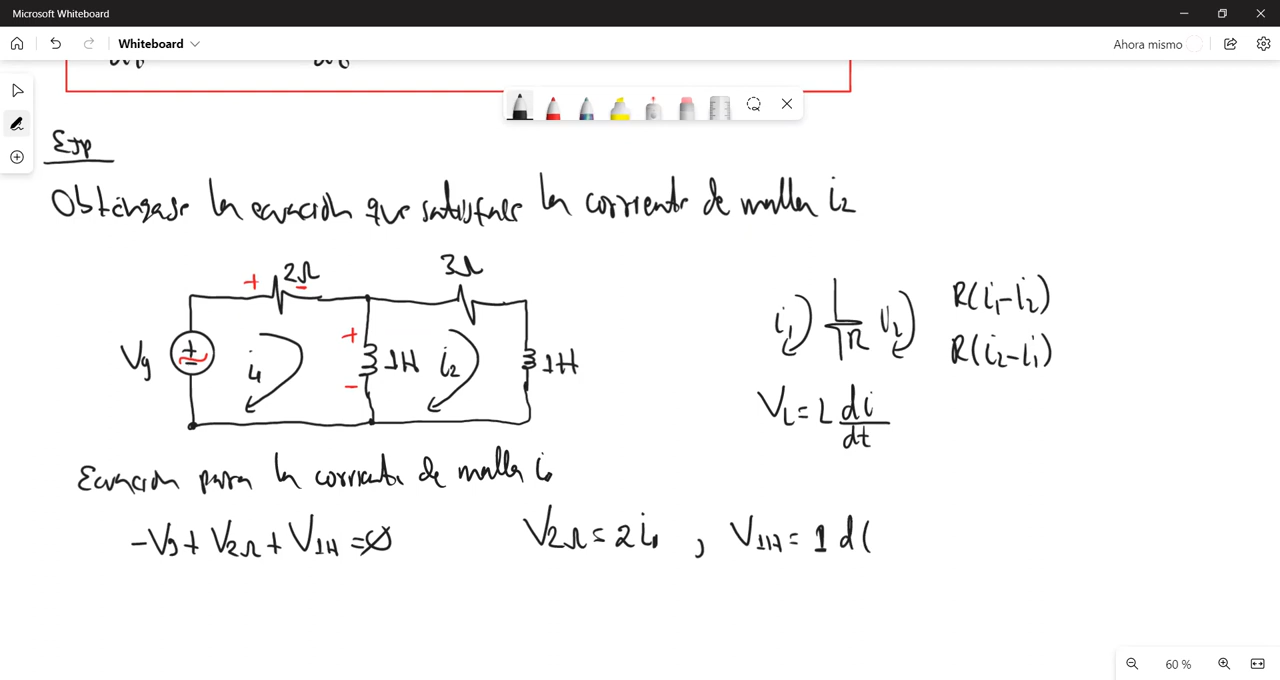 Microsoft Whiteboard
Whiteboard
Ahora mismo
Ejp
Obténgase la ecuación que satisface la corriente de malla i2
2Ω
3Ω
+ -
Vg
+
-
i1
1H
i2
1H
i1) R V2)
R(i1-i2)
R(i2-i1)
VL = L di/dt
Ecuación para la corriente de malla i1
-Vg + V2Ω + V1H = Ø
V2Ω = 2i1 , V1H = 1 d(
60 %